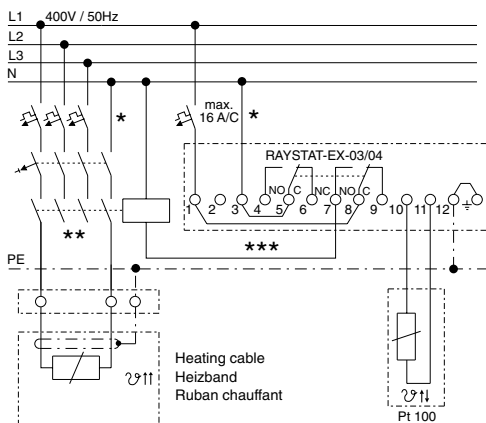 L1 400V / 50Hz
L2
L3
N
* max. 16 A/C *
RAYSTAT-EX-03/04
NO C NC NO C
1 2 3 4 5 6 7 8 9 10 11 12
**
***
PE
Heating cable
Heizband
Ruban chauffant
ϑ↑↑
ϑ↑↓
Pt 100